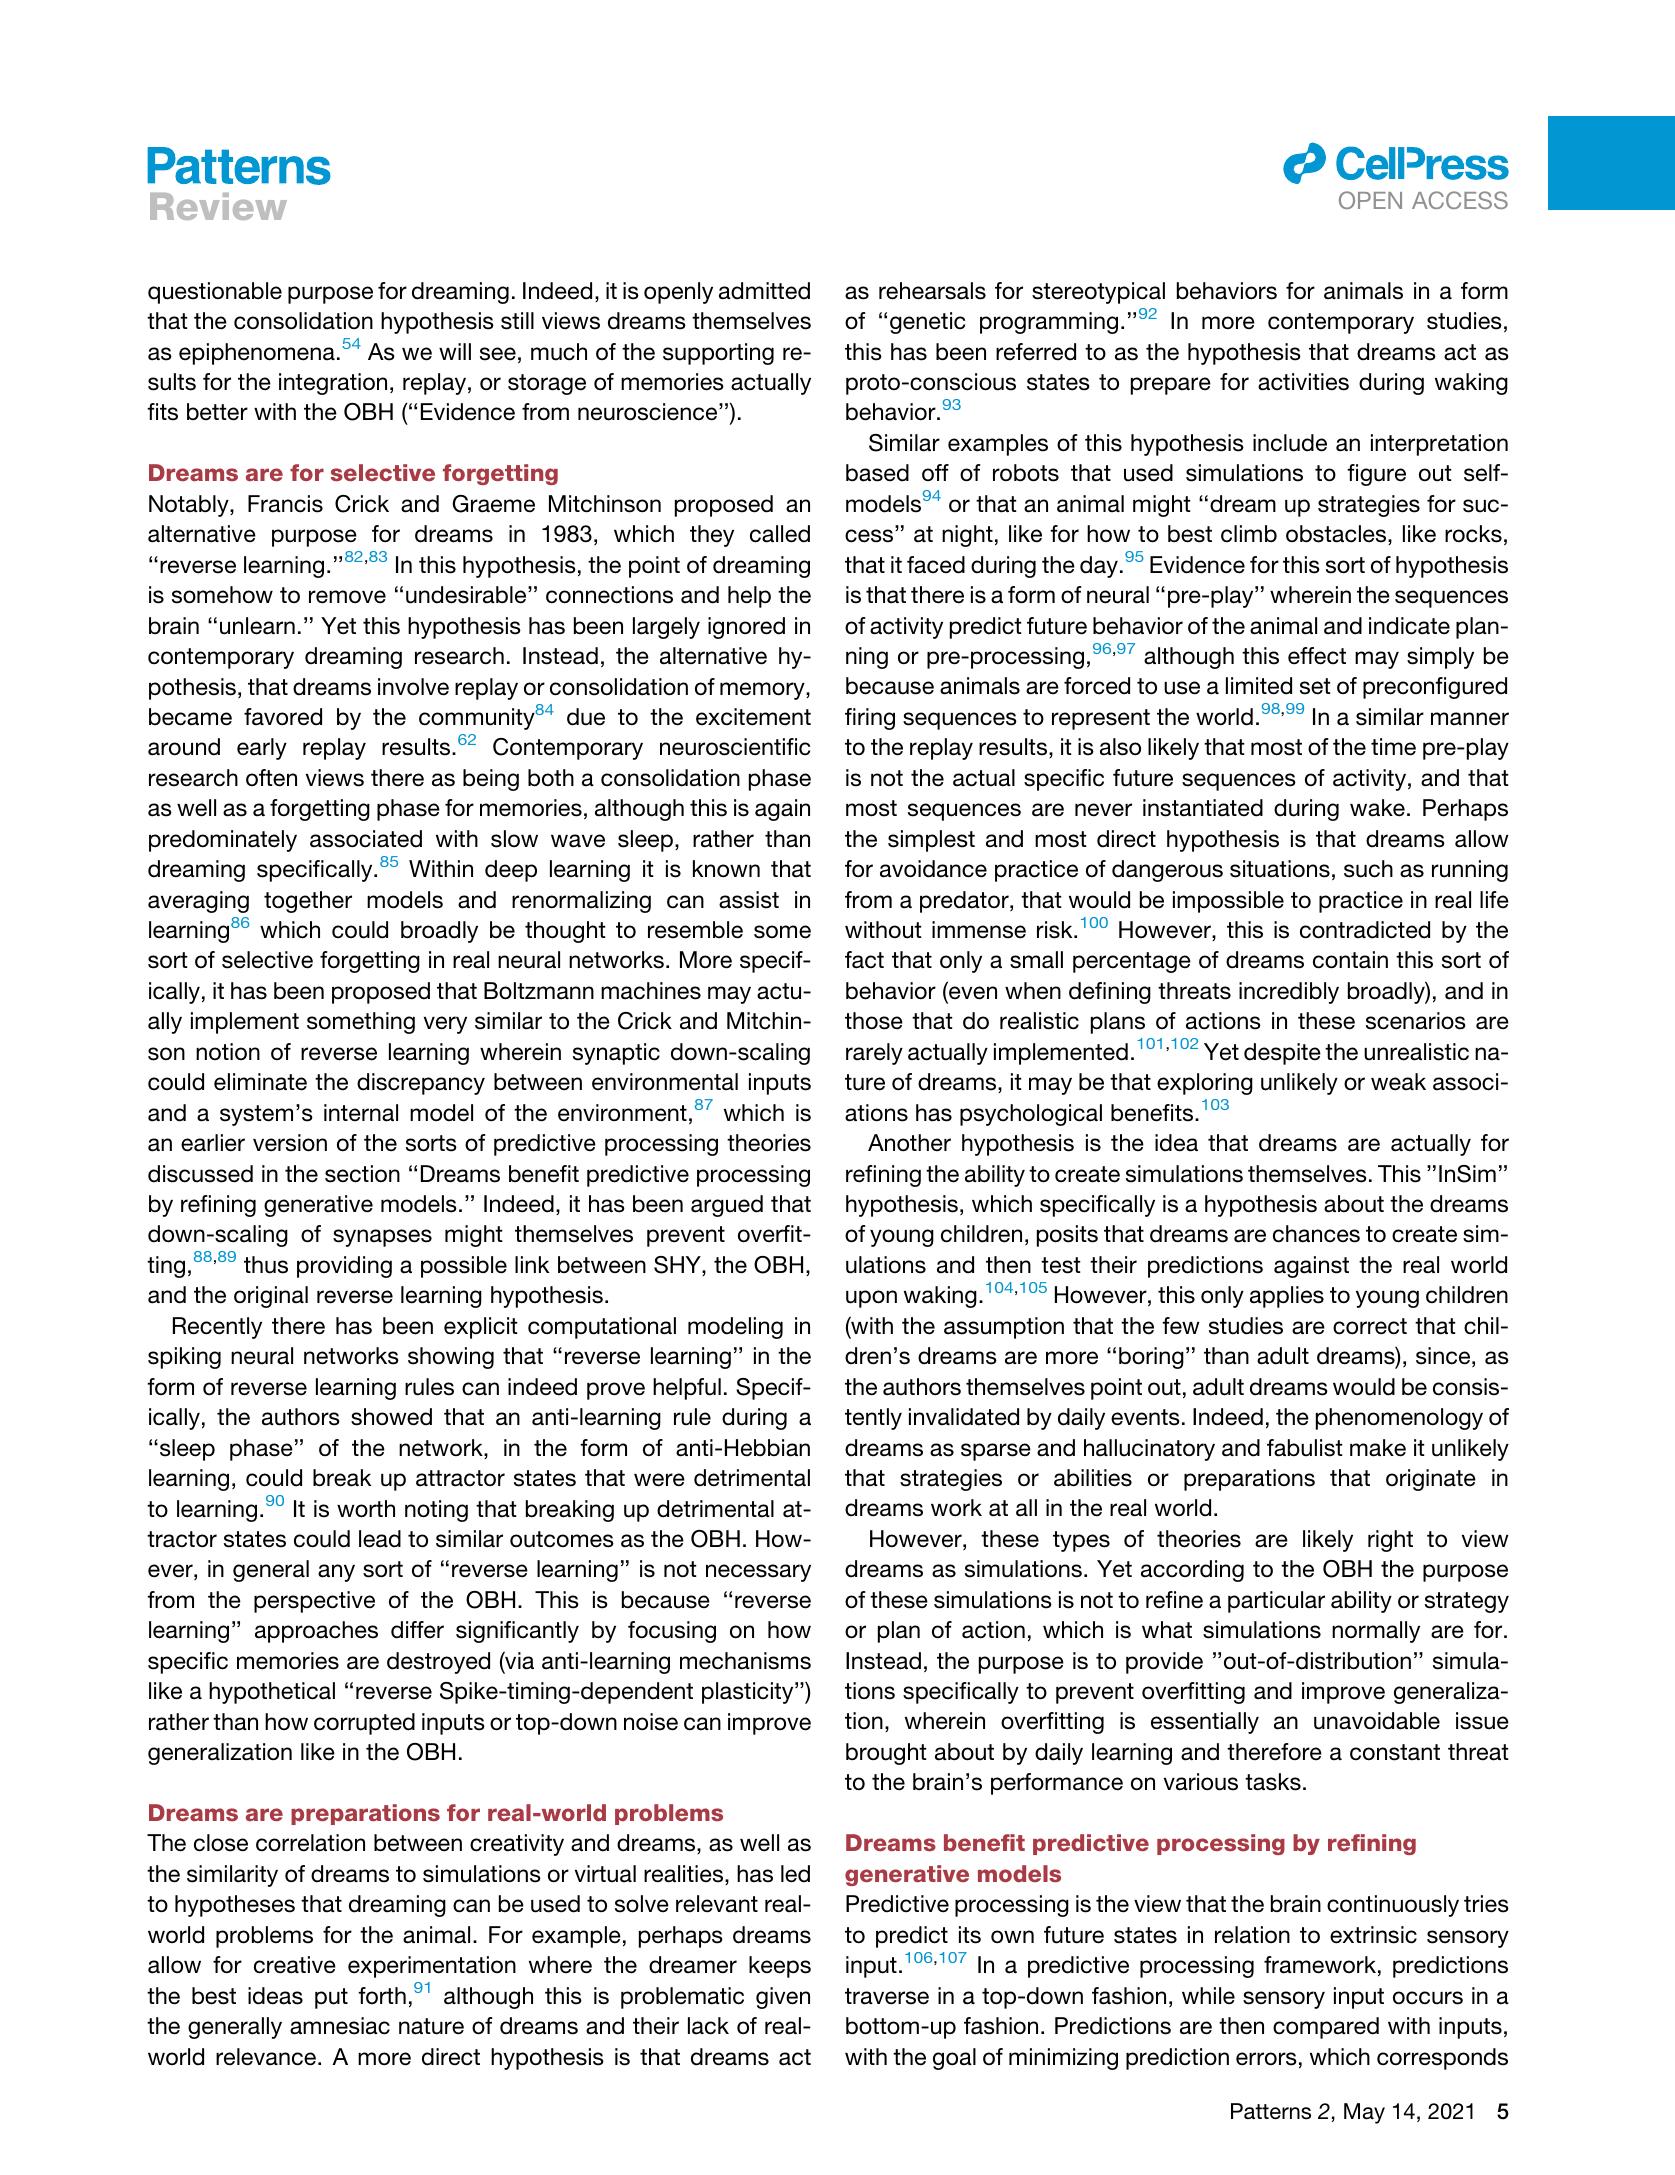 Patterns
Review
CellPress
OPEN ACCESS
questionable purpose for dreaming. Indeed, it is openly admitted
that the consolidation hypothesis still views dreams themselves
as epiphenomena.54 As we will see, much of the supporting re-
sults for the integration, replay, or storage of memories actually
fits better with the OBH (‘‘Evidence from neuroscience’’).
Dreams are for selective forgetting
Notably, Francis Crick and Graeme Mitchinson proposed an
alternative purpose for dreams in 1983, which they called
‘‘reverse learning.’’82,83 In this hypothesis, the point of dreaming
is somehow to remove ‘‘undesirable’’ connections and help the
brain ‘‘unlearn.’’ Yet this hypothesis has been largely ignored in
contemporary dreaming research. Instead, the alternative hy-
pothesis, that dreams involve replay or consolidation of memory,
became favored by the community84 due to the excitement
around early replay results.62 Contemporary neuroscientific
research often views there as being both a consolidation phase
as well as a forgetting phase for memories, although this is again
predominately associated with slow wave sleep, rather than
dreaming specifically.85 Within deep learning it is known that
averaging together models and renormalizing can assist in
learning86 which could broadly be thought to resemble some
sort of selective forgetting in real neural networks. More specif-
ically, it has been proposed that Boltzmann machines may actu-
ally implement something very similar to the Crick and Mitchin-
son notion of reverse learning wherein synaptic down-scaling
could eliminate the discrepancy between environmental inputs
and a system’s internal model of the environment,87 which is
an earlier version of the sorts of predictive processing theories
discussed in the section ‘‘Dreams benefit predictive processing
by refining generative models.’’ Indeed, it has been argued that
down-scaling of synapses might themselves prevent overfit-
ting,88,89 thus providing a possible link between SHY, the OBH,
and the original reverse learning hypothesis.
Recently there has been explicit computational modeling in
spiking neural networks showing that ‘‘reverse learning’’ in the
form of reverse learning rules can indeed prove helpful. Specif-
ically, the authors showed that an anti-learning rule during a
‘‘sleep phase’’ of the network, in the form of anti-Hebbian
learning, could break up attractor states that were detrimental
to learning.90 It is worth noting that breaking up detrimental at-
tractor states could lead to similar outcomes as the OBH. How-
ever, in general any sort of ‘‘reverse learning’’ is not necessary
from the perspective of the OBH. This is because ‘‘reverse
learning’’ approaches differ significantly by focusing on how
specific memories are destroyed (via anti-learning mechanisms
like a hypothetical ‘‘reverse Spike-timing-dependent plasticity’’)
rather than how corrupted inputs or top-down noise can improve
generalization like in the OBH.
Dreams are preparations for real-world problems
The close correlation between creativity and dreams, as well as
the similarity of dreams to simulations or virtual realities, has led
to hypotheses that dreaming can be used to solve relevant real-
world problems for the animal. For example, perhaps dreams
allow for creative experimentation where the dreamer keeps
the best ideas put forth,91 although this is problematic given
the generally amnesiac nature of dreams and their lack of real-
world relevance. A more direct hypothesis is that dreams act
as rehearsals for stereotypical behaviors for animals in a form
of ‘‘genetic programming.’’92 In more contemporary studies,
this has been referred to as the hypothesis that dreams act as
proto-conscious states to prepare for activities during waking
behavior.93
Similar examples of this hypothesis include an interpretation
based off of robots that used simulations to figure out self-
models94 or that an animal might ‘‘dream up strategies for suc-
cess’’ at night, like for how to best climb obstacles, like rocks,
that it faced during the day.95 Evidence for this sort of hypothesis
is that there is a form of neural ‘‘pre-play’’ wherein the sequences
of activity predict future behavior of the animal and indicate plan-
ning or pre-processing,96,97 although this effect may simply be
because animals are forced to use a limited set of preconfigured
firing sequences to represent the world.98,99 In a similar manner
to the replay results, it is also likely that most of the time pre-play
is not the actual specific future sequences of activity, and that
most sequences are never instantiated during wake. Perhaps
the simplest and most direct hypothesis is that dreams allow
for avoidance practice of dangerous situations, such as running
from a predator, that would be impossible to practice in real life
without immense risk.100 However, this is contradicted by the
fact that only a small percentage of dreams contain this sort of
behavior (even when defining threats incredibly broadly), and in
those that do realistic plans of actions in these scenarios are
rarely actually implemented.101,102 Yet despite the unrealistic na-
ture of dreams, it may be that exploring unlikely or weak associ-
ations has psychological benefits.103
Another hypothesis is the idea that dreams are actually for
refining the ability to create simulations themselves. This ’’InSim’’
hypothesis, which specifically is a hypothesis about the dreams
of young children, posits that dreams are chances to create sim-
ulations and then test their predictions against the real world
upon waking.104,105 However, this only applies to young children
(with the assumption that the few studies are correct that chil-
dren’s dreams are more ‘‘boring’’ than adult dreams), since, as
the authors themselves point out, adult dreams would be consis-
tently invalidated by daily events. Indeed, the phenomenology of
dreams as sparse and hallucinatory and fabulist make it unlikely
that strategies or abilities or preparations that originate in
dreams work at all in the real world.
However, these types of theories are likely right to view
dreams as simulations. Yet according to the OBH the purpose
of these simulations is not to refine a particular ability or strategy
or plan of action, which is what simulations normally are for.
Instead, the purpose is to provide ’’out-of-distribution’’ simula-
tions specifically to prevent overfitting and improve generaliza-
tion, wherein overfitting is essentially an unavoidable issue
brought about by daily learning and therefore a constant threat
to the brain’s performance on various tasks.
Dreams benefit predictive processing by refining
generative models
Predictive processing is the view that the brain continuously tries
to predict its own future states in relation to extrinsic sensory
input.106,107 In a predictive processing framework, predictions
traverse in a top-down fashion, while sensory input occurs in a
bottom-up fashion. Predictions are then compared with inputs,
with the goal of minimizing prediction errors, which corresponds
Patterns 2, May 14, 2021 5